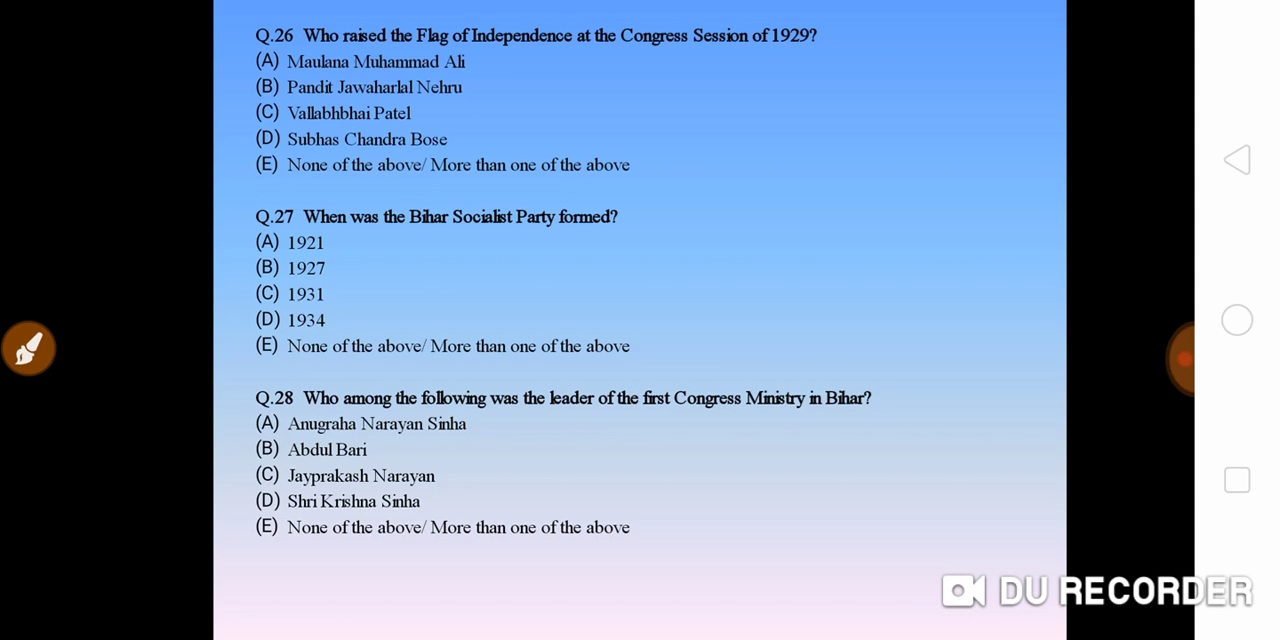 Q.26 Who raised the Flag of Independence at the Congress Session of 1929?
(A) Maulana Muhammad Ali
(B) Pandit Jawaharlal Nehru
(C) Vallabhbhai Patel
(D) Subhas Chandra Bose
(E) None of the above/ More than one of the above
Q.27 When was the Bihar Socialist Party formed?
(A) 1921
(B) 1927
(C) 1931
(D) 1934
(E) None of the above/ More than one of the above
Q.28 Who among the following was the leader of the first Congress Ministry in Bihar?
(A) Anugraha Narayan Sinha
(B) Abdul Bari
(C) Jayprakash Narayan
(D) Shri Krishna Sinha
(E) None of the above/ More than one of the above
DU RECORDER